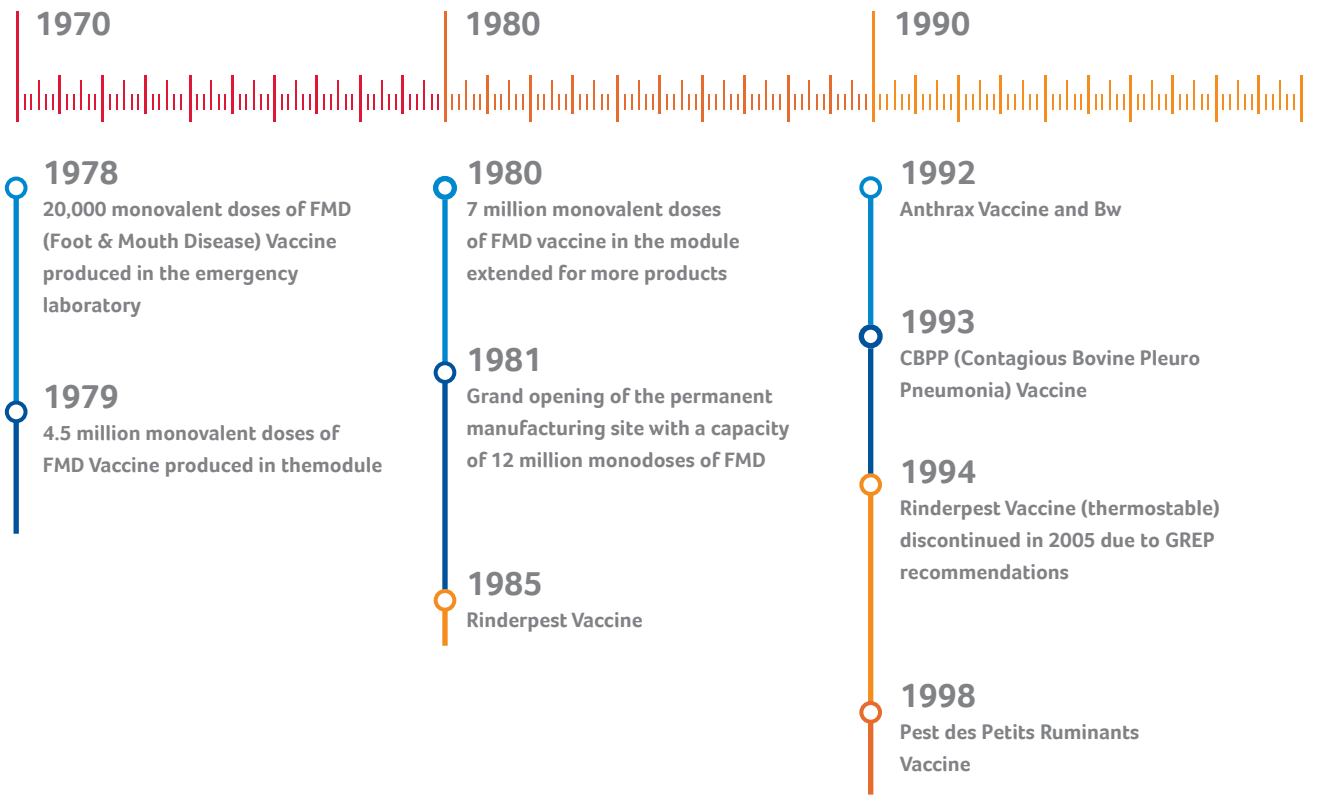 1970
1980
1990
1978
20,000 monovalent doses of FMD
(Foot & Mouth Disease) Vaccine
produced in the emergency
laboratory
1979
4.5 million monovalent doses of
FMD Vaccine produced in themodule
1980
7 million monovalent doses
of FMD vaccine in the module
extended for more products
1981
Grand opening of the permanent
manufacturing site with a capacity
of 12 million monodoses of FMD
1985
Rinderpest Vaccine
1992
Anthrax Vaccine and Bw
1993
CBPP (Contagious Bovine Pleuro
Pneumonia) Vaccine
1994
Rinderpest Vaccine (thermostable)
discontinued in 2005 due to GREP
recommendations
1998
Pest des Petits Ruminants
Vaccine